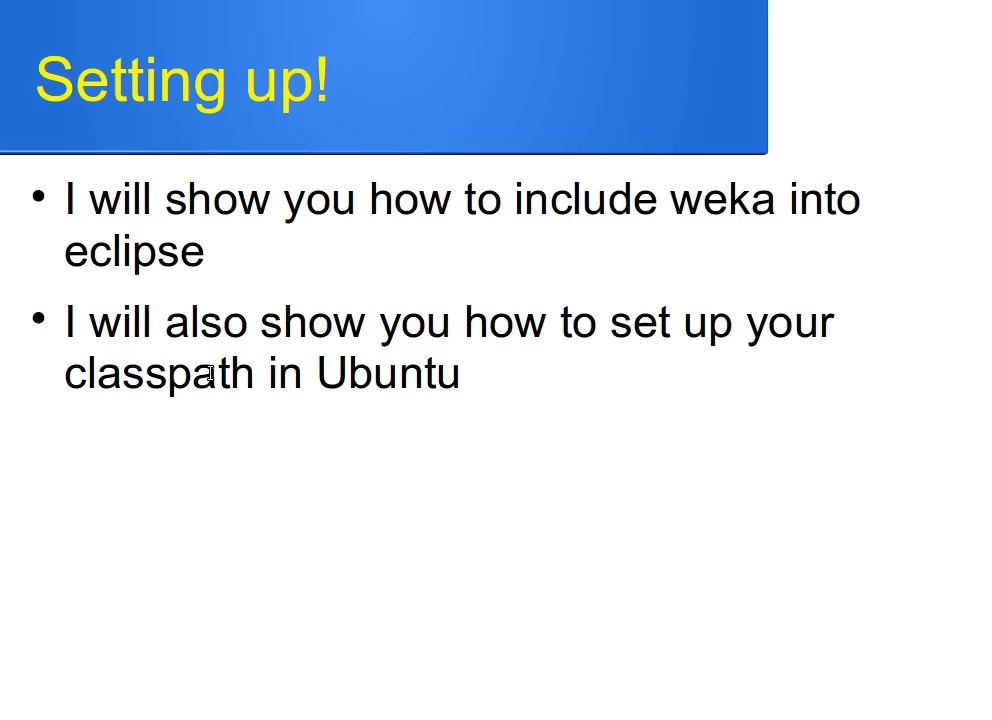 Setting up!
• I will show you how to include weka into
eclipse
• I will also show you how to set up your
classpath in Ubuntu